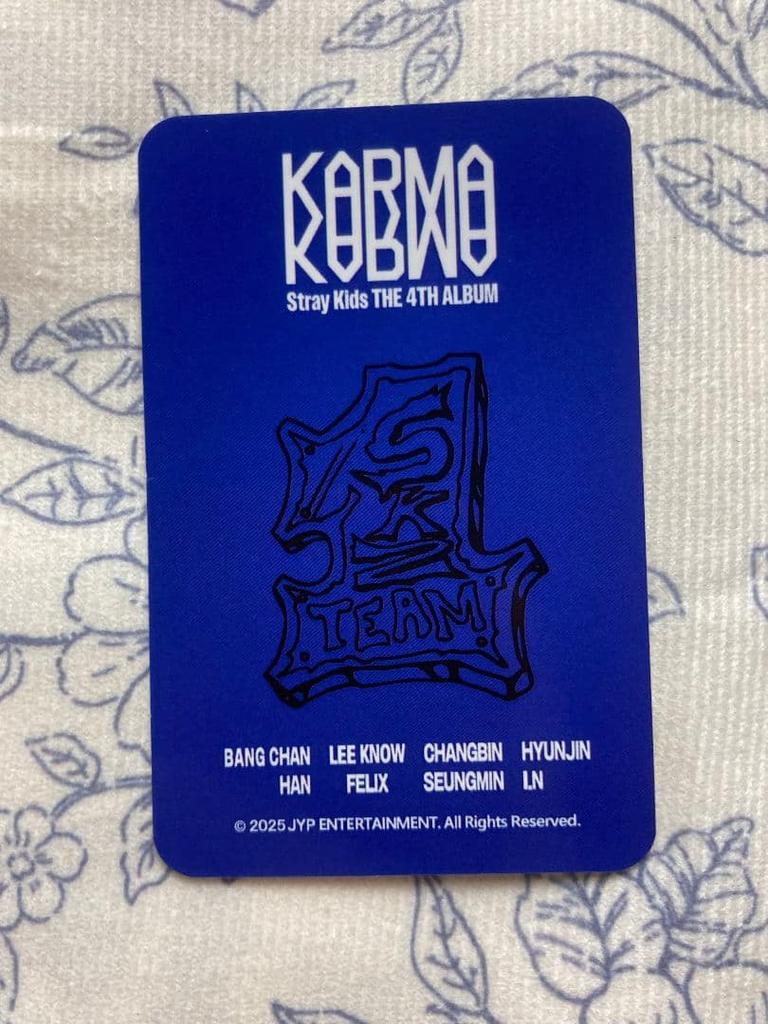 KARMA
Stray Kids THE 4TH ALBUM
SKZ
TEAM
BANG CHAN LEE KNOW CHANGBIN HYUNJIN
HAN FELIX SEUNGMIN I.N
© 2025 JYP ENTERTAINMENT. All Rights Reserved.